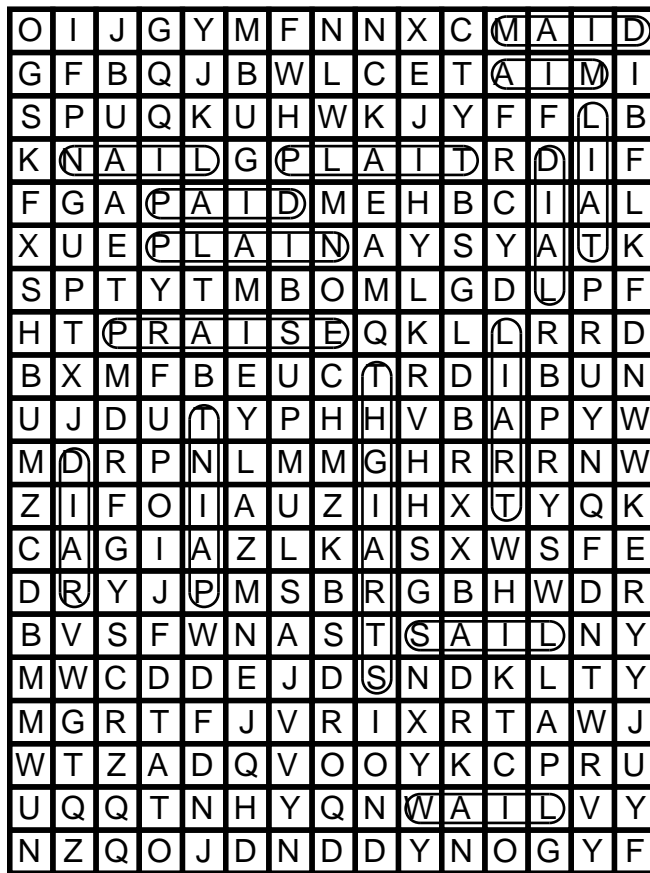 O I J G Y M F N N X C M A I D
G F B Q J B W L C E T A I M I
S P U Q K U H W K J Y F F L B
K N A I L G P L A I T R D I F
F G A P A I D M E H B C I A L
X U E P L A I N A Y S Y A T K
S P T Y T M B O M L G D L P F
H T P R A I S E Q K L L R R D
B X M F B E U C T R D I B U N
U J D U T Y P H H V B A P Y W
M D R P N L M M G H R R R N W
Z I F O I A U Z I H X T Y Q K
C A G I A Z L K A S X W S F E
D R Y J P M S B R G B H W D R
B V S F W N A S T S A I L N Y
M W C D D E J D S N D K L T Y
M G R T F J V R I X R T A W J
W T Z A D Q V O O Y K C P R U
U Q Q T N H Y Q N W A I L V Y
N Z Q O J D N D D Y N O G Y F